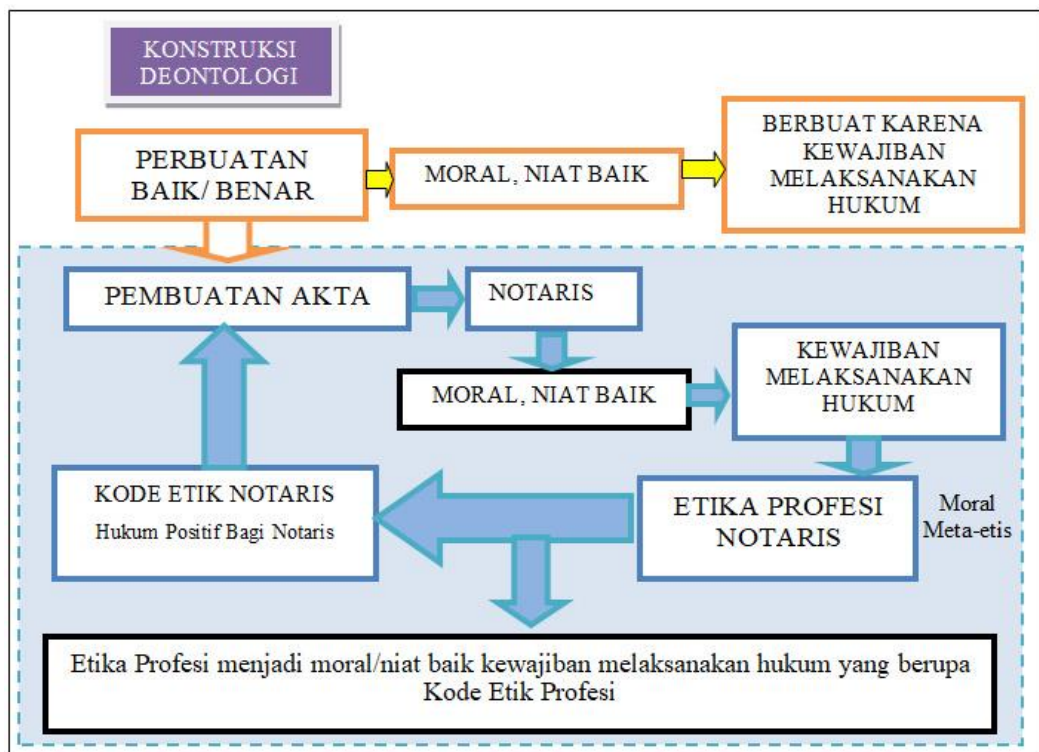 KONSTRUKSI
DEONTOLOGI
PERBUATAN
BAIK/ BENAR
MORAL, NIAT BAIK
BERBUAT KARENA
KEWAJIBAN
MELAKSANAKAN
HUKUM
PEMBUATAN AKTA
NOTARIS
MORAL, NIAT BAIK
KEWAJIBAN
MELAKSANAKAN
HUKUM
KODE ETIK NOTARIS
Hukum Positif Bagi Notaris
ETIKA PROFESI
NOTARIS
Moral
Meta-etis
Etika Profesi menjadi moral/niat baik kewajiban melaksanakan hukum yang berupa
Kode Etik Profesi